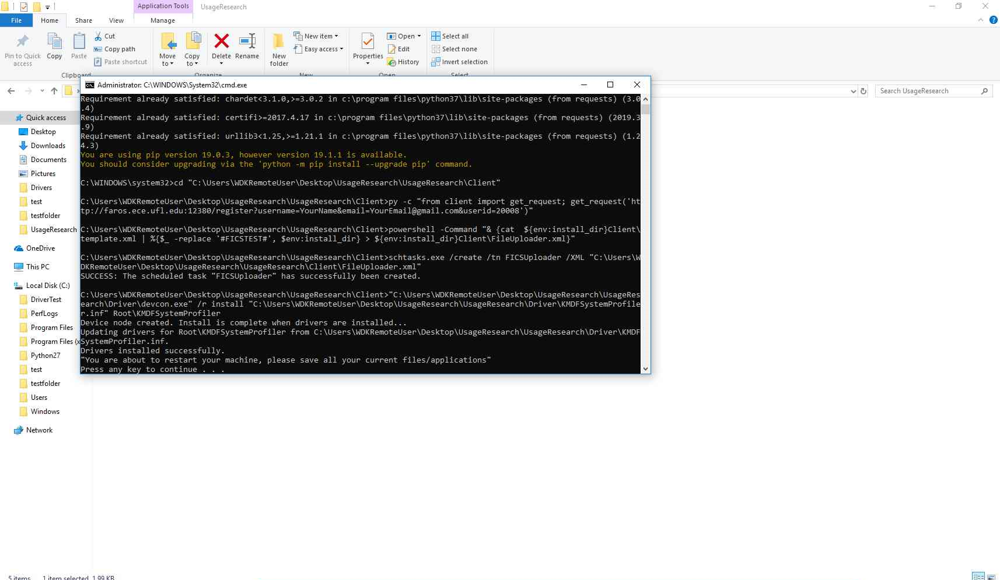 Application Tools
UsageResearch
File
Home
Share
View
Manage
Pin to Quick
access
Copy
Paste
Cut
Copy path
Paste shortcut
Clipboard
Move
to
Copy
to
Delete
Rename
Organize
New
folder
New item
Easy access
New
Properties
Open
Edit
History
Open
Select all
Select none
Invert selection
Select
Search UsageResearch
Quick access
Desktop
Downloads
Documents
Pictures
Drivers
test
testfolder
UsageResearch
OneDrive
This PC
Local Disk (C:)
DriverTest
PerfLogs
Program Files
Program Files (x
Python27
test
testfolder
Users
Windows
Network
Administrator: C:\WINDOWS\System32\cmd.exe
Requirement already satisfied: chardet<3.1.0,>=3.0.2 in c:\program files\python37\lib\site-packages (from requests) (3.0
.4)
Requirement already satisfied: certifi>=2017.4.17 in c:\program files\python37\lib\site-packages (from requests) (2019.3
.9)
Requirement already satisfied: urllib3<1.25,>=1.21.1 in c:\program files\python37\lib\site-packages (from requests) (1.2
4.3)
You are using pip version 19.0.3, however version 19.1.1 is available.
You should consider upgrading via the 'python -m pip install --upgrade pip' command.
C:\WINDOWS\system32>cd "C:\Users\WDKRemoteUser\Desktop\UsageResearch\UsageResearch\Client"
C:\Users\WDKRemoteUser\Desktop\UsageResearch\UsageResearch\Client>py -c "from client import get_request; get_request('ht
tp://faros.ece.ufl.edu:12380/register?username=YourName&email=YourEmail@gmail.com&userid=20008')"
C:\Users\WDKRemoteUser\Desktop\UsageResearch\UsageResearch\Client>powershell -Command "& {cat  ${env:install_dir}Client\
template.xml | %{$_ -replace '#FICSTEST#', $env:install_dir} > ${env:install_dir}Client\FileUploader.xml}"
C:\Users\WDKRemoteUser\Desktop\UsageResearch\UsageResearch\Client>schtasks.exe /create /tn FICSUploader /XML "C:\Users\W
DKRemoteUser\Desktop\UsageResearch\UsageResearch\Client\FileUploader.xml"
SUCCESS: The scheduled task "FICSUploader" has successfully been created.
C:\Users\WDKRemoteUser\Desktop\UsageResearch\UsageResearch\Client>"C:\Users\WDKRemoteUser\Desktop\UsageResearch\UsageRes
earch\Driver\devcon.exe" /r install "C:\Users\WDKRemoteUser\Desktop\UsageResearch\UsageResearch\Driver\KMDFSystemProfile
r.inf" Root\KMDFSystemProfiler
Device node created. Install is complete when drivers are installed...
Updating drivers for Root\KMDFSystemProfiler from C:\Users\WDKRemoteUser\Desktop\UsageResearch\UsageResearch\Driver\KMDF
SystemProfiler.inf.
Drivers installed successfully.
"You are about to restart your machine, please save all your current files/applications"
Press any key to continue . . .
5 items
1 item selected  1.99 KB